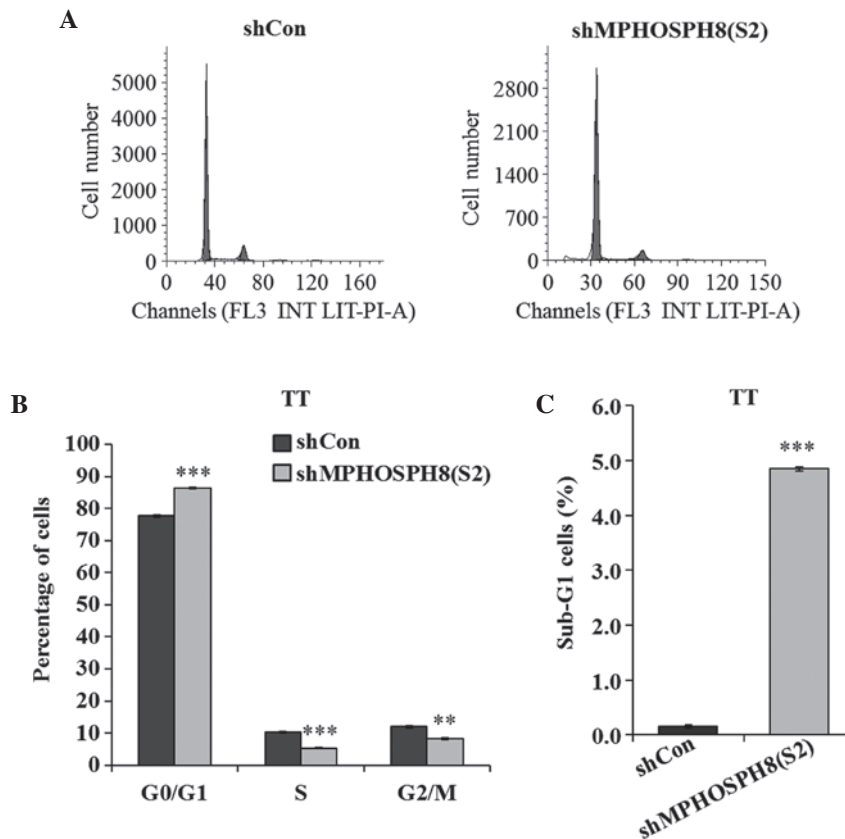 A
shCon
shMPHOSPH8(S2)
Cell number
5000
4000
3000
2000
1000
0
0 40 80 120 160
Channels (FL3 INT LIT-PI-A)
Cell number
2800
2100
1400
700
0
0 30 60 90 120 150
Channels (FL3 INT LIT-PI-A)
B
TT
shCon
shMPHOSPH8(S2)
Percentage of cells
100
90
80
70
60
50
40
30
20
10
0
***
***
**
G0/G1 S G2/M
C
TT
Sub-G1 cells (%)
6.0
5.0
4.0
3.0
2.0
1.0
0.0
***
shCon
shMPHOSPH8(S2)